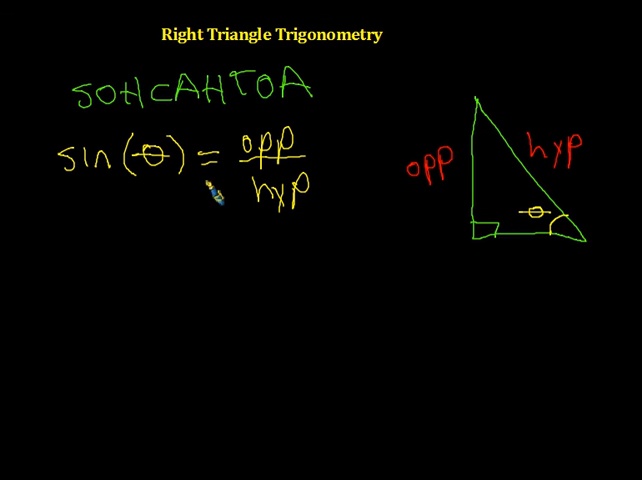 Right Triangle Trigonometry
SOHCAHTOA
sin(θ) = opp/hyp
opp
hyp
θ